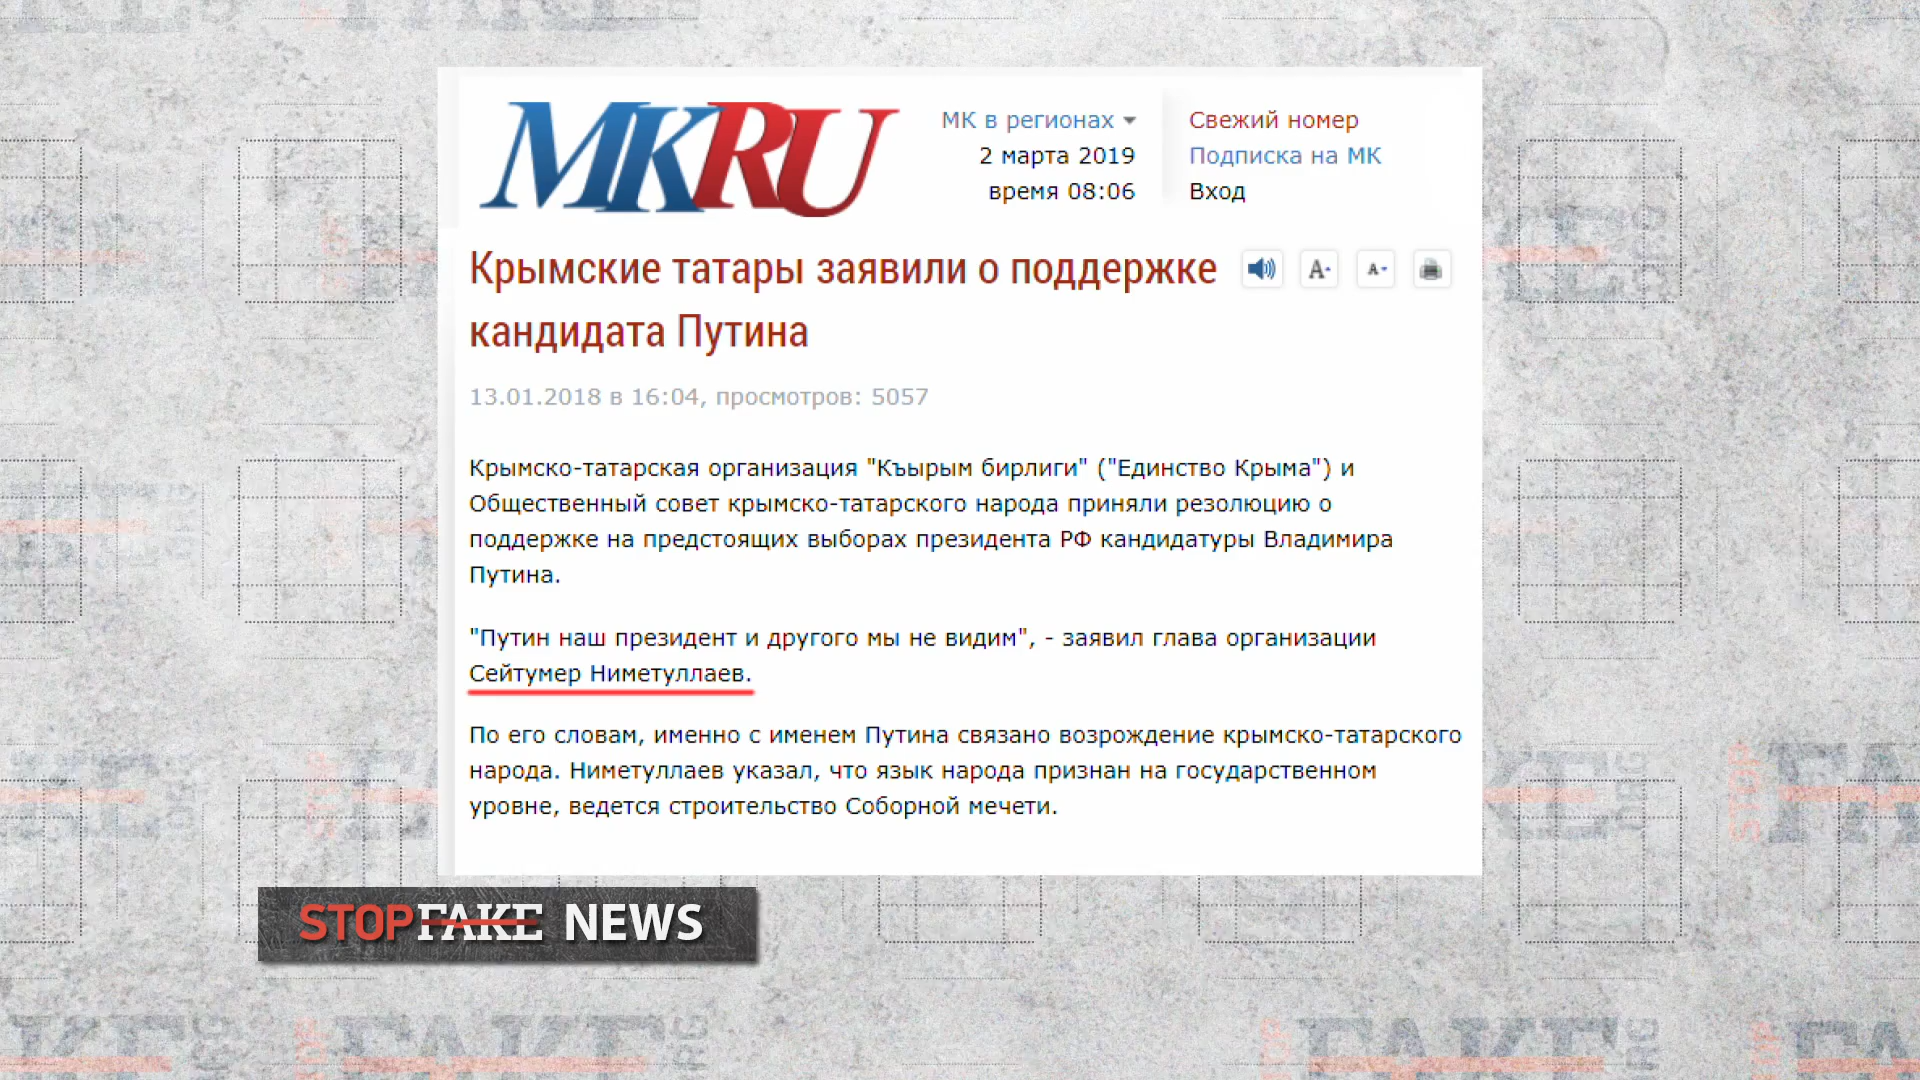 MKRU
МК в регионах
2 марта 2019
время 08:06
Свежий номер
Подписка на МК
Вход
Крымские татары заявили о поддержке
кандидата Путина
13.01.2018 в 16:04, просмотров: 5057
Крымско-татарская организация "Къырым бирлиги" ("Единство Крыма") и
Общественный совет крымско-татарского народа приняли резолюцию о
поддержке на предстоящих выборах президента РФ кандидатуры Владимира
Путина.
"Путин наш президент и другого мы не видим", - заявил глава организации
Сейтумер Ниметуллаев.
По его словам, именно с именем Путина связано возрождение крымско-татарского
народа. Ниметуллаев указал, что язык народа признан на государственном
уровне, ведется строительство Соборной мечети.
STOPFAKE NEWS